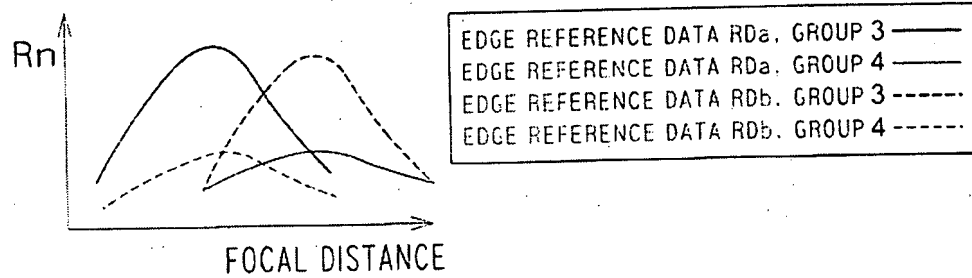 Rn
EDGE REFERENCE DATA RDa. GROUP 3
EDGE REFERENCE DATA RDa. GROUP 4
EDGE REFERENCE DATA RDb. GROUP 3
EDGE REFERENCE DATA RDb. GROUP 4
FOCAL DISTANCE